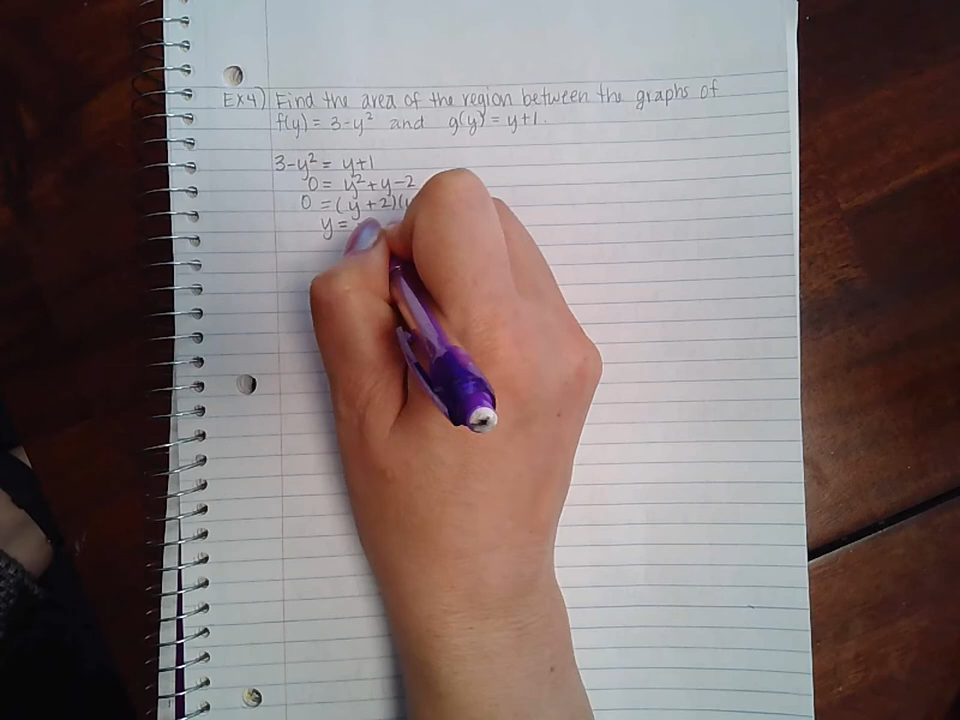 Ex4) Find the area of the region between the graphs of
f(y) = 3-y² and g(y) = y+1.
3-y² = y+1
0 = y²+y-2
0 = (y+2)(
y =